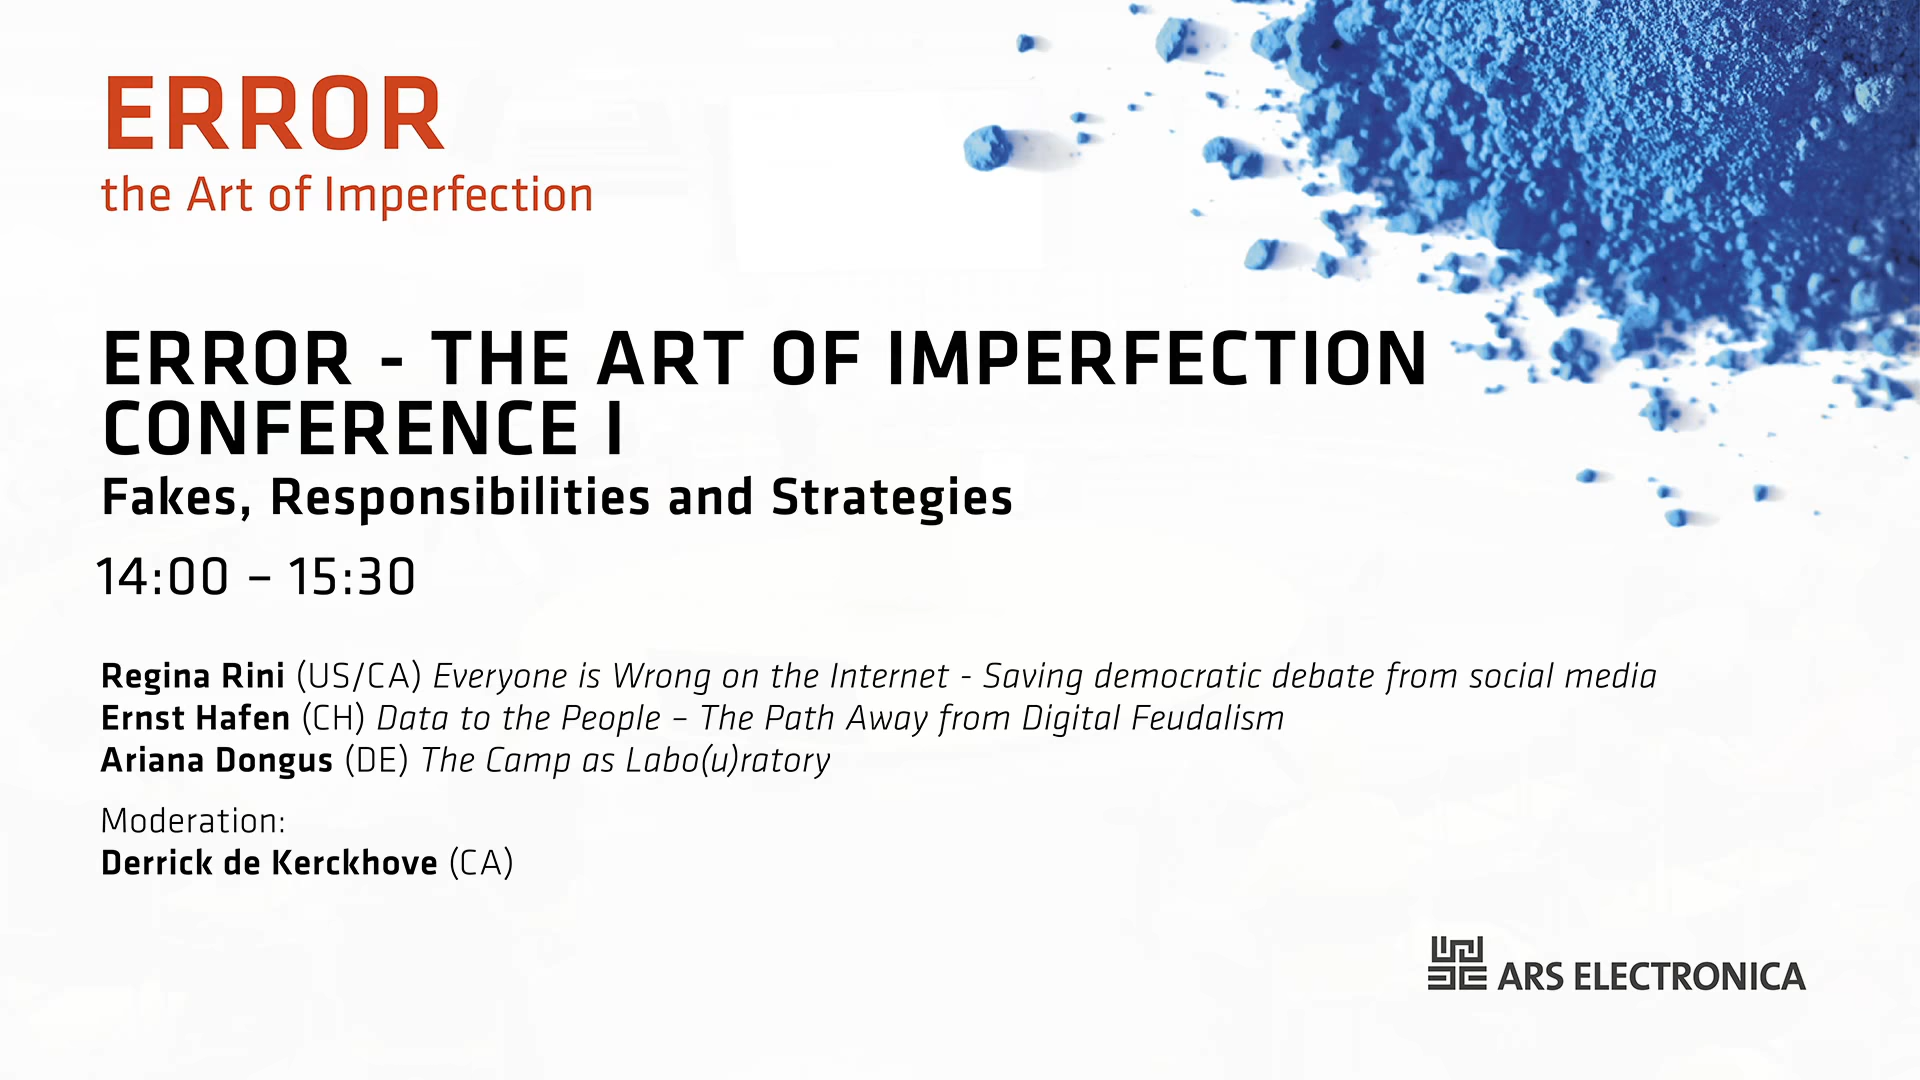 ERROR
the Art of Imperfection
ERROR - THE ART OF IMPERFECTION
CONFERENCE I
Fakes, Responsibilities and Strategies
14:00 – 15:30
Regina Rini (US/CA) Everyone is Wrong on the Internet - Saving democratic debate from social media
Ernst Hafen (CH) Data to the People – The Path Away from Digital Feudalism
Ariana Dongus (DE) The Camp as Labo(u)ratory
Moderation:
Derrick de Kerckhove (CA)
ARS ELECTRONICA